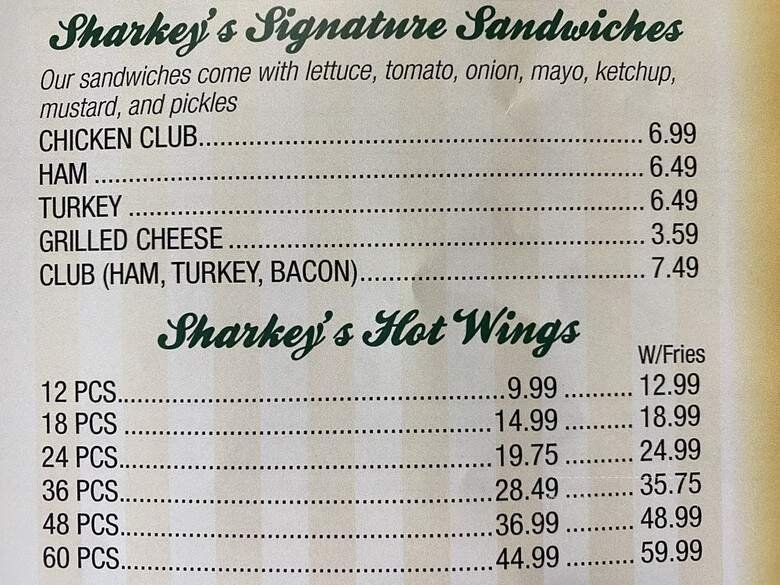 Sharkey's Signature Sandwiches
Our sandwiches come with lettuce, tomato, onion, mayo, ketchup,
mustard, and pickles
CHICKEN CLUB 6.99
HAM 6.49
TURKEY 6.49
GRILLED CHEESE 3.59
CLUB (HAM, TURKEY, BACON) 7.49
Sharkey's Hot Wings
W/Fries
12 PCS 9.99 12.99
18 PCS 14.99 18.99
24 PCS 19.75 24.99
36 PCS 28.49 35.75
48 PCS 36.99 48.99
60 PCS 44.99 59.99